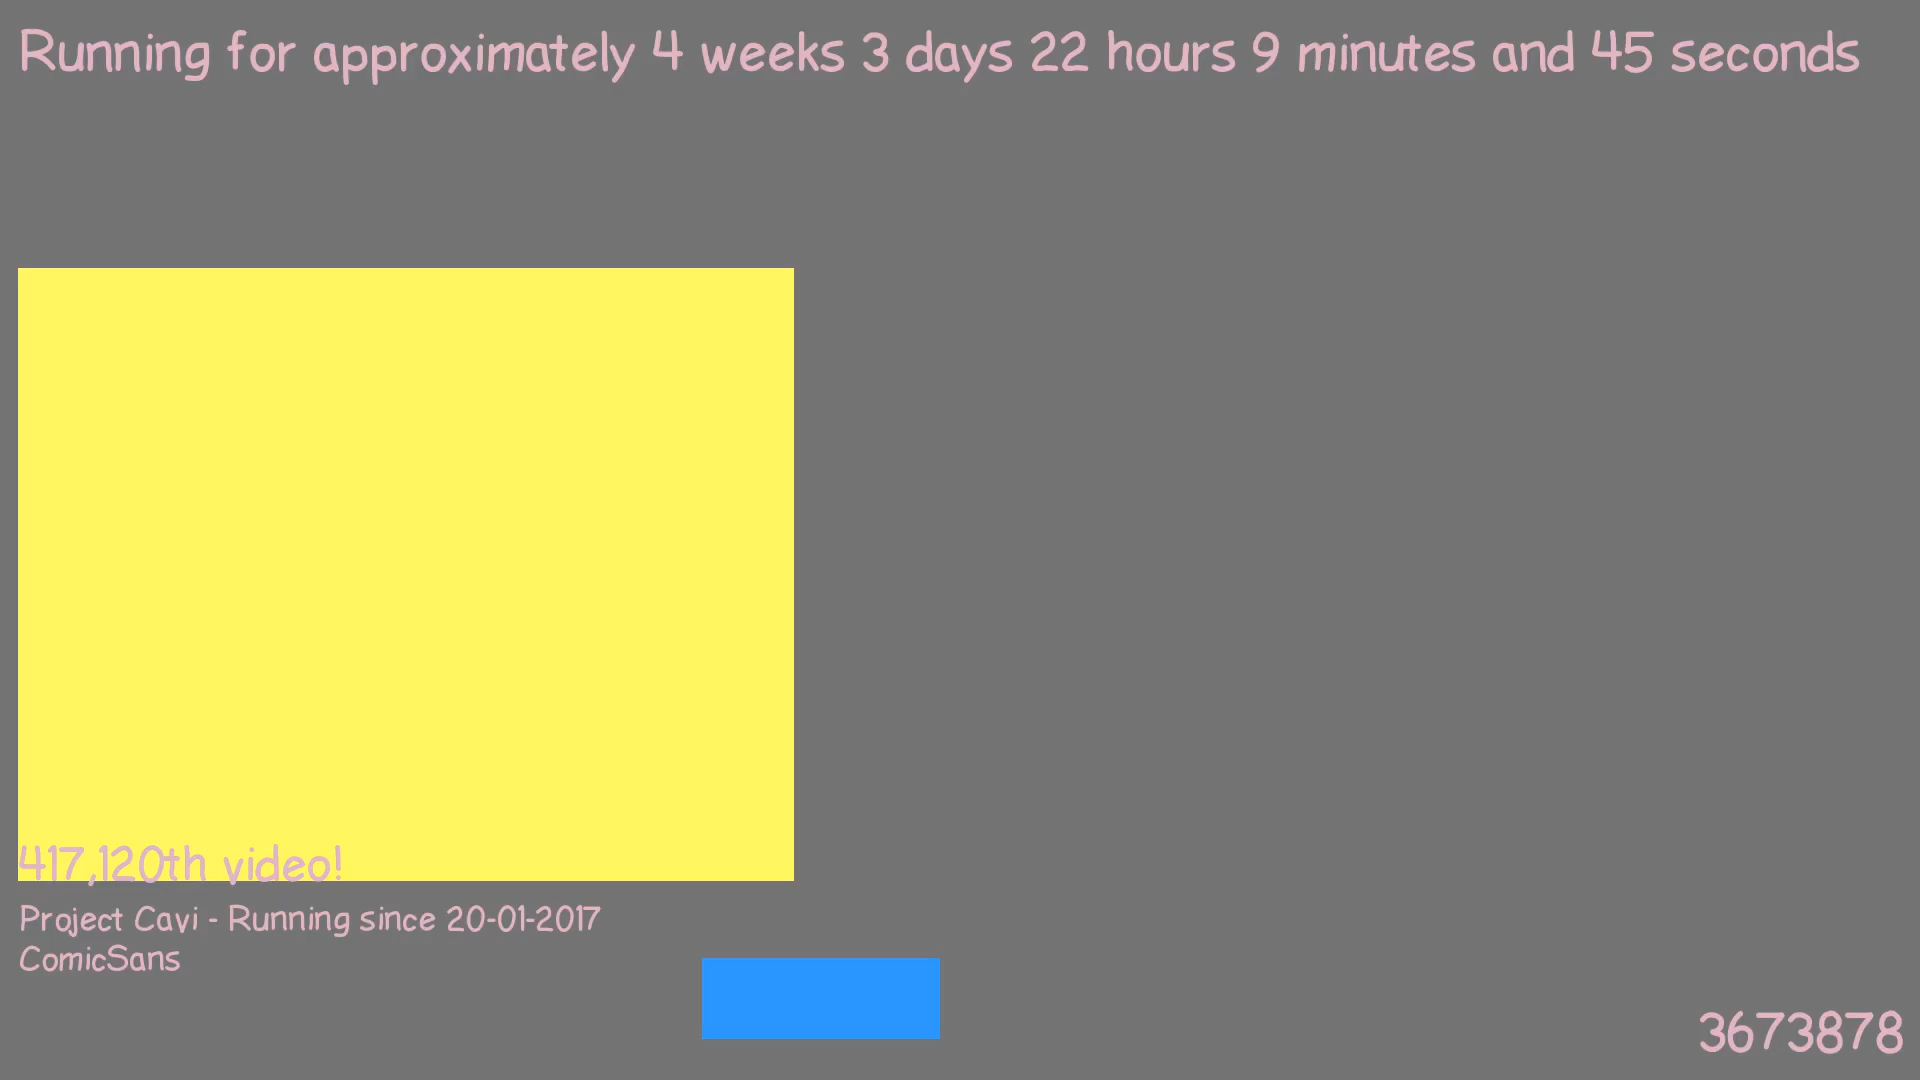 Running for approximately 4 weeks 3 days 22 hours 9 minutes and 45 seconds
417,120th video!
Project Cavi - Running since 20-01-2017
ComicSans
3673878